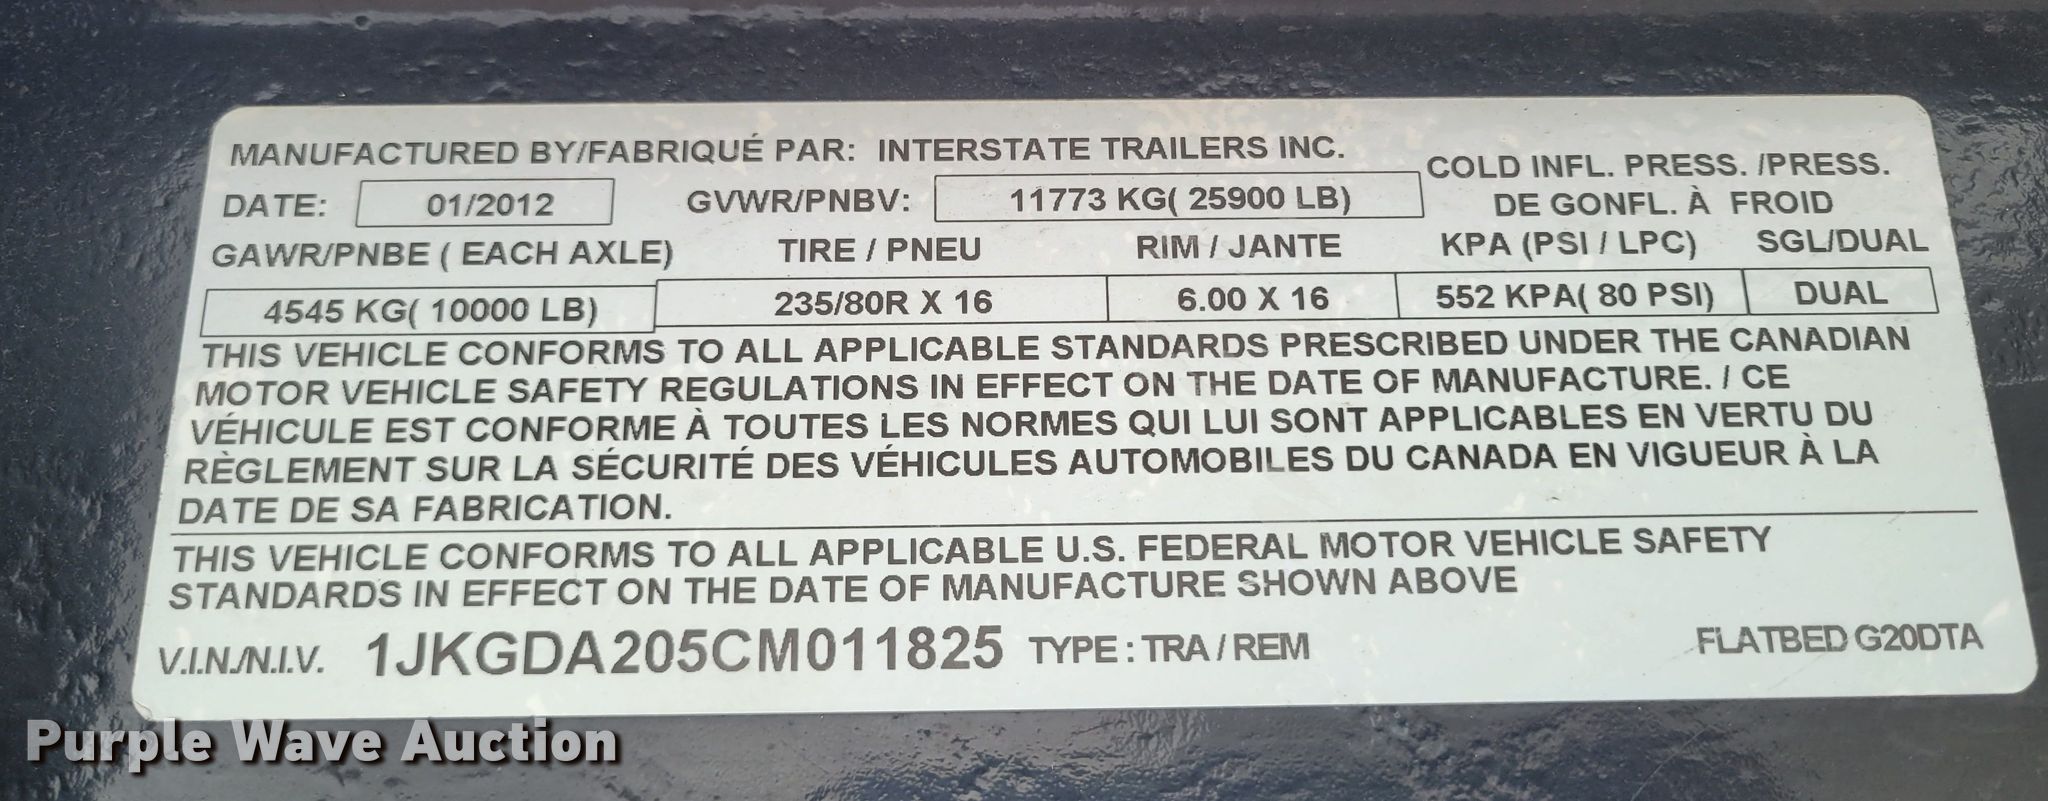 MANUFACTURED BY/FABRIQUÉ PAR: INTERSTATE TRAILERS INC.
COLD INFL. PRESS. /PRESS.
DATE: 01/2012 GVWR/PNBV: 11773 KG( 25900 LB) DE GONFL. À FROID
GAWR/PNBE ( EACH AXLE) TIRE / PNEU RIM / JANTE KPA (PSI / LPC) SGL/DUAL
4545 KG( 10000 LB) 235/80R X 16 6.00 X 16 552 KPA( 80 PSI) DUAL
THIS VEHICLE CONFORMS TO ALL APPLICABLE STANDARDS PRESCRIBED UNDER THE CANADIAN
MOTOR VEHICLE SAFETY REGULATIONS IN EFFECT ON THE DATE OF MANUFACTURE. / CE
VÉHICULE EST CONFORME À TOUTES LES NORMES QUI LUI SONT APPLICABLES EN VERTU DU
RÈGLEMENT SUR LA SÉCURITÉ DES VÉHICULES AUTOMOBILES DU CANADA EN VIGUEUR À LA
DATE DE SA FABRICATION.
THIS VEHICLE CONFORMS TO ALL APPLICABLE U.S. FEDERAL MOTOR VEHICLE SAFETY
STANDARDS IN EFFECT ON THE DATE OF MANUFACTURE SHOWN ABOVE
V.I.N./N.I.V. 1JKGDA205CM011825 TYPE : TRA / REM FLATBED G20DTA
Purple Wave Auction